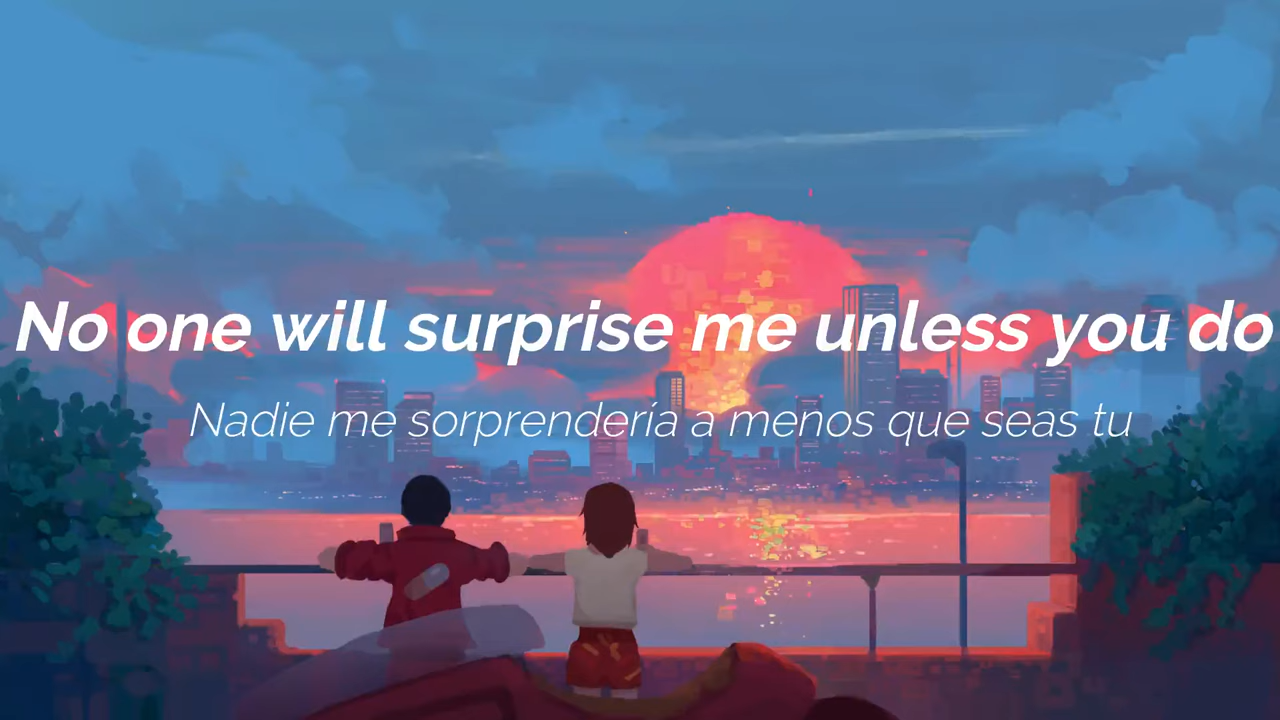 No one will surprise me unless you do
Nadie me sorprendería a menos que seas tu